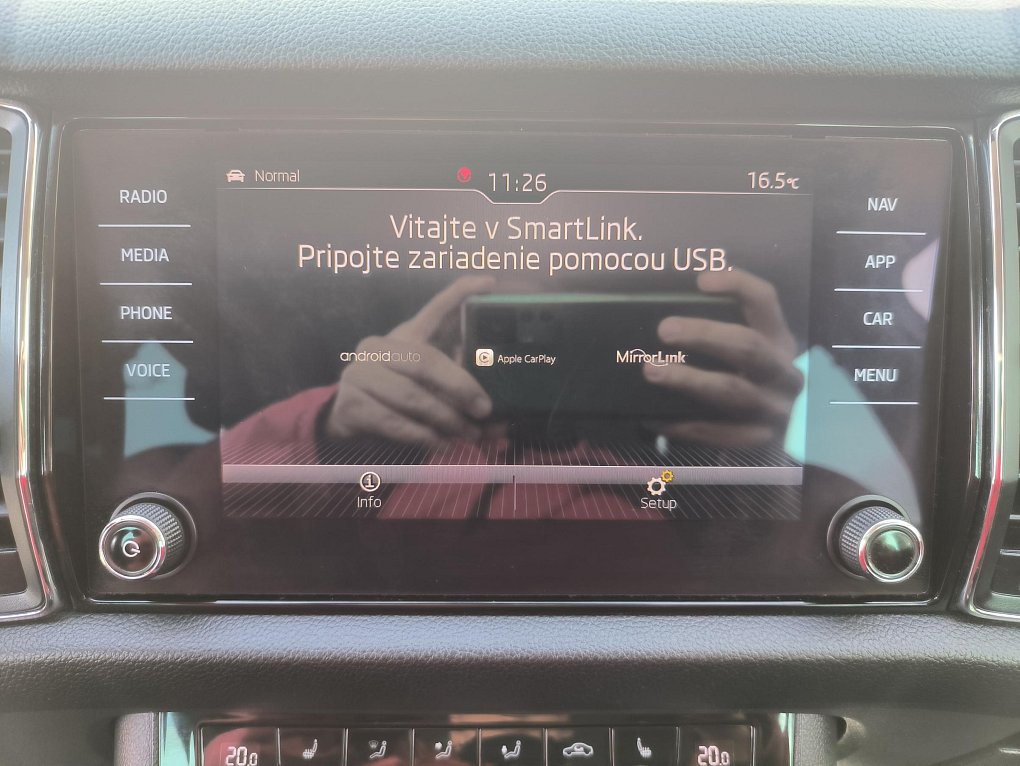 Normal
11:26
16.5°C
RADIO
MEDIA
PHONE
VOICE
Vitajte v SmartLink.
Pripojte zariadenie pomocou USB.
androidauto
Apple CarPlay
MirrorLink
Info
Setup
NAV
APP
CAR
MENU
20.0
20.0